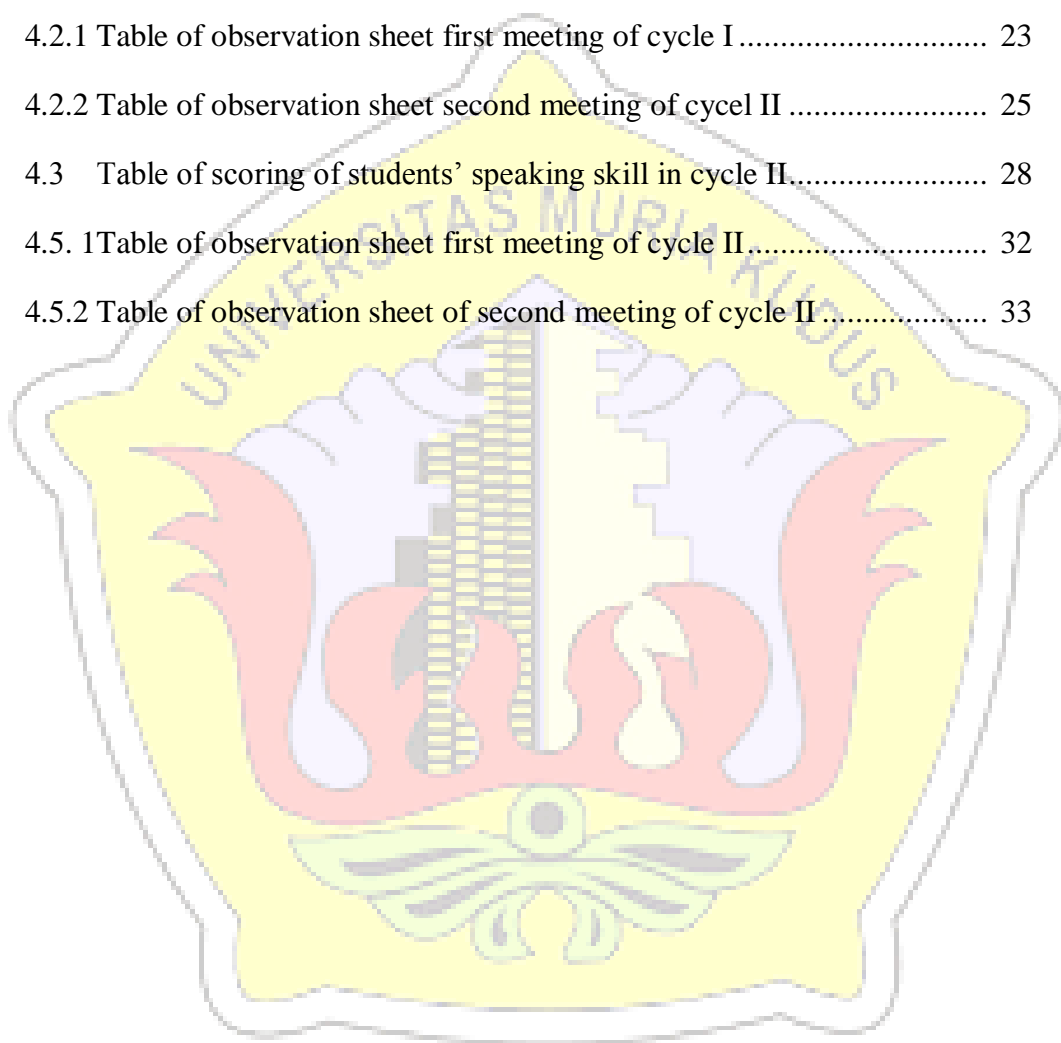 4.2.1 Table of observation sheet first meeting of cycle I ............................. 23
4.2.2 Table of observation sheet second meeting of cycel II ........................ 25
4.3 Table of scoring of students’ speaking skill in cycle II........................ 28
4.5. 1Table of observation sheet first meeting of cycle II............................. 32
4.5.2 Table of observation sheet of second meeting of cycle II .................... 33
UNIVERSITAS MURIA KUDUS